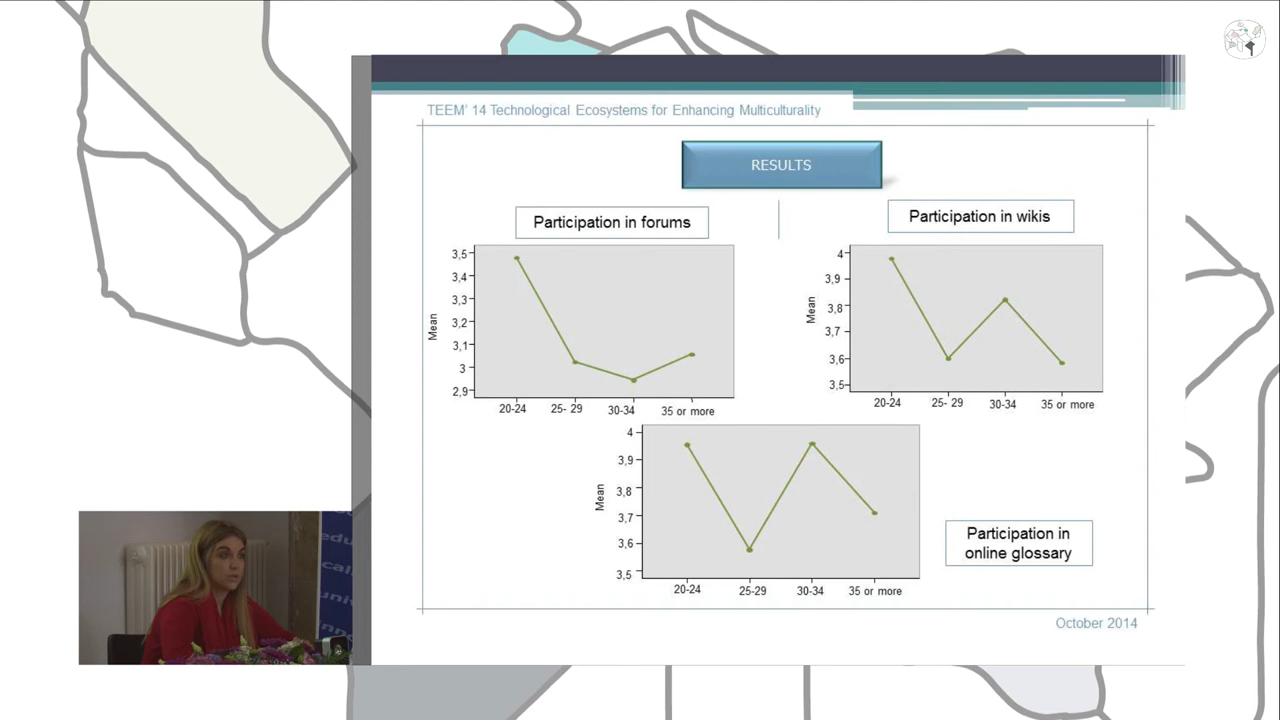 TEEM' 14 Technological Ecosystems for Enhancing Multiculturality
RESULTS
Participation in forums
Participation in wikis
3,5
3,4
3,3
3,2
3,1
3
2,9
Mean
20-24
25- 29
30-34
35 or more
4
3,9
3,8
3,7
3,6
3,5
Mean
20-24
25- 29
30-34
35 or more
4
3,9
3,8
3,7
3,6
3,5
Mean
20-24
25-29
30-34
35 or more
Participation in
online glossary
October 2014
edu
cali
univ
inno